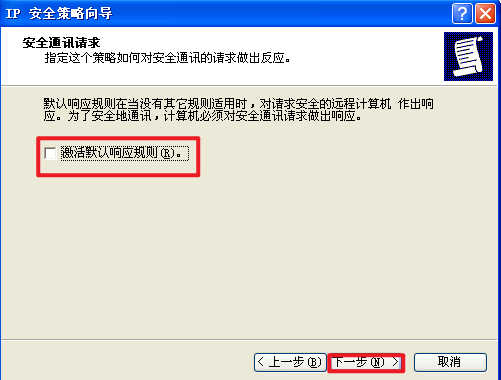 IP 安全策略向导
安全通讯请求
指定这个策略如何对安全通讯的请求做出反应。
默认响应规则在当没有其它规则适用时，对请求安全的远程计算机 作出响
应。为了安全地通讯，计算机必须对安全通讯请求做出响应。
激活默认响应规则(R)。
< 上一步(B) 下一步(N) > 取消